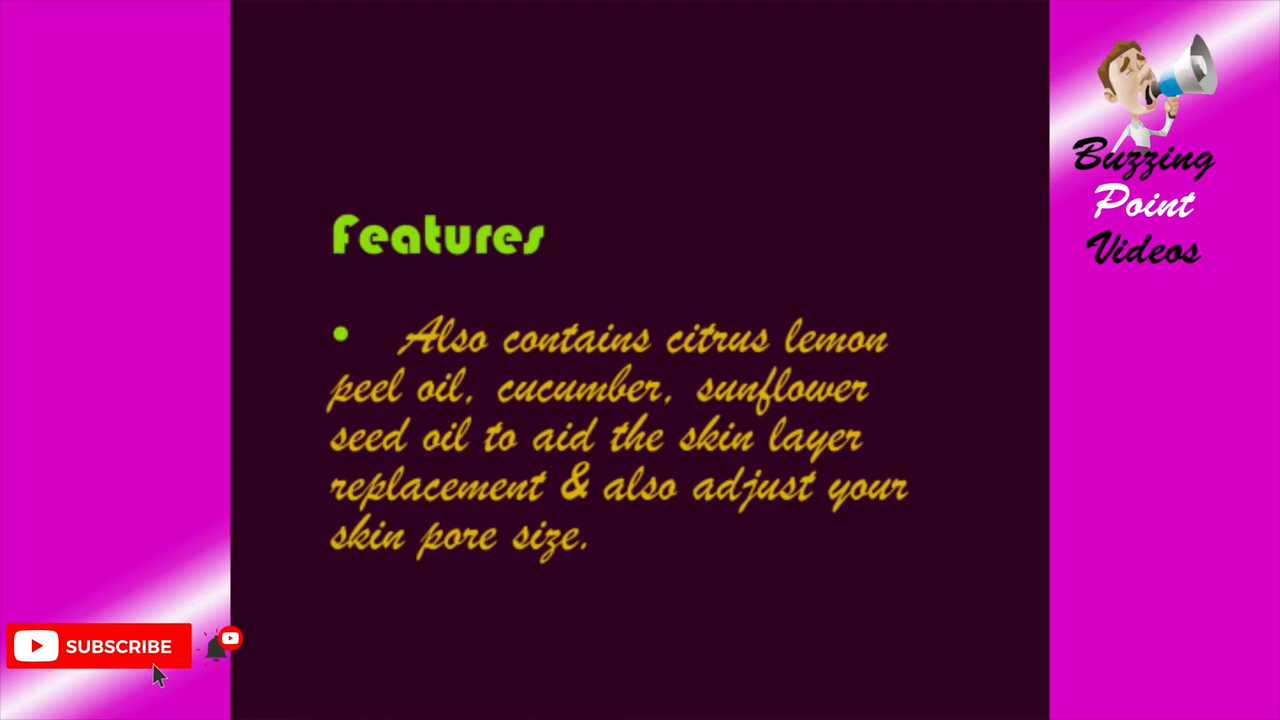 Features
• Also contains citrus lemon
peel oil, cucumber, sunflower
seed oil to aid the skin layer
replacement & also adjust your
skin pore size.
Buzzing
Point
Videos
SUBSCRIBE